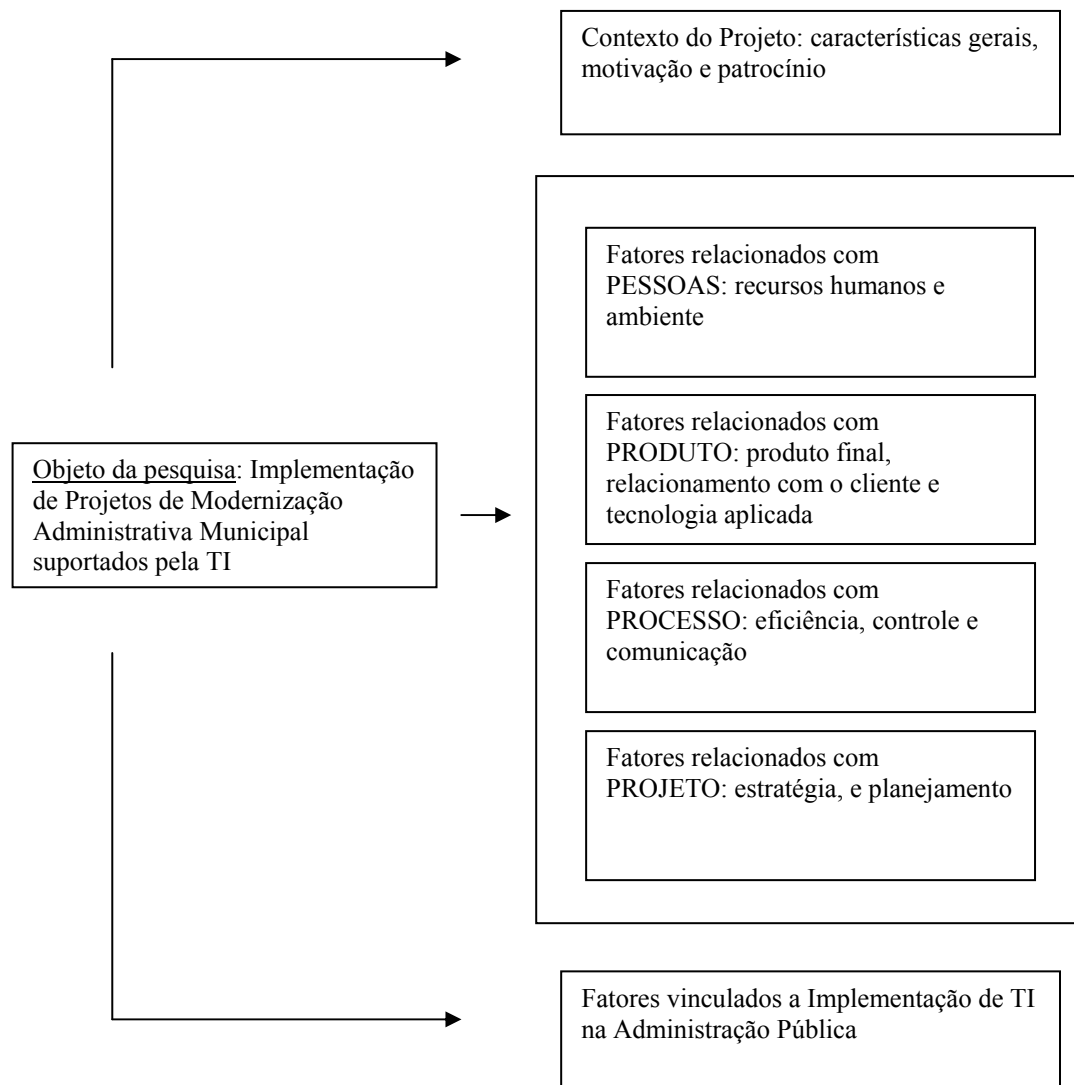 Contexto do Projeto: características gerais,
motivação e patrocínio
Fatores relacionados com
PESSOAS: recursos humanos e
ambiente
Fatores relacionados com
PRODUTO: produto final,
relacionamento com o cliente e
tecnologia aplicada
Objeto da pesquisa: Implementação
de Projetos de Modernização
Administrativa Municipal
suportados pela TI
Fatores relacionados com
PROCESSO: eficiência, controle e
comunicação
Fatores relacionados com
PROJETO: estratégia, e planejamento
Fatores vinculados a Implementação de TI
na Administração Pública